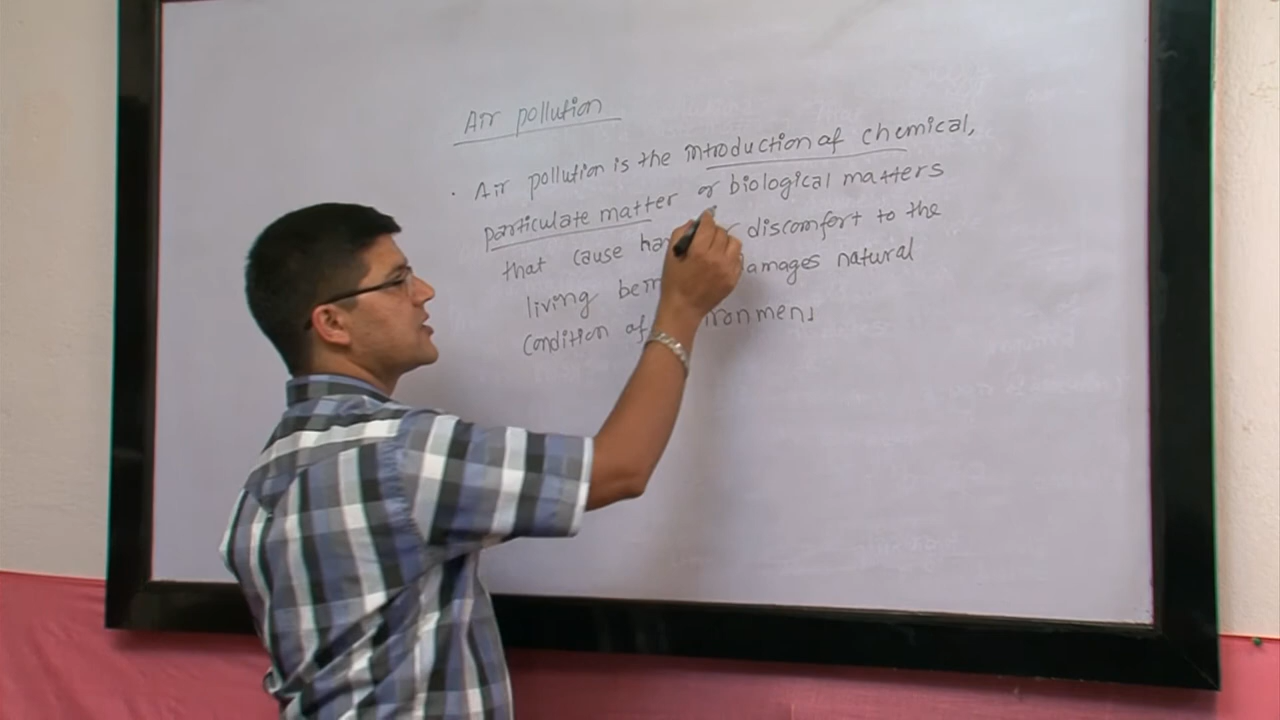 Air pollution
· Air pollution is the introduction of chemical,
particulate matter or biological matters
that cause discomfort to the
living natural
condition of